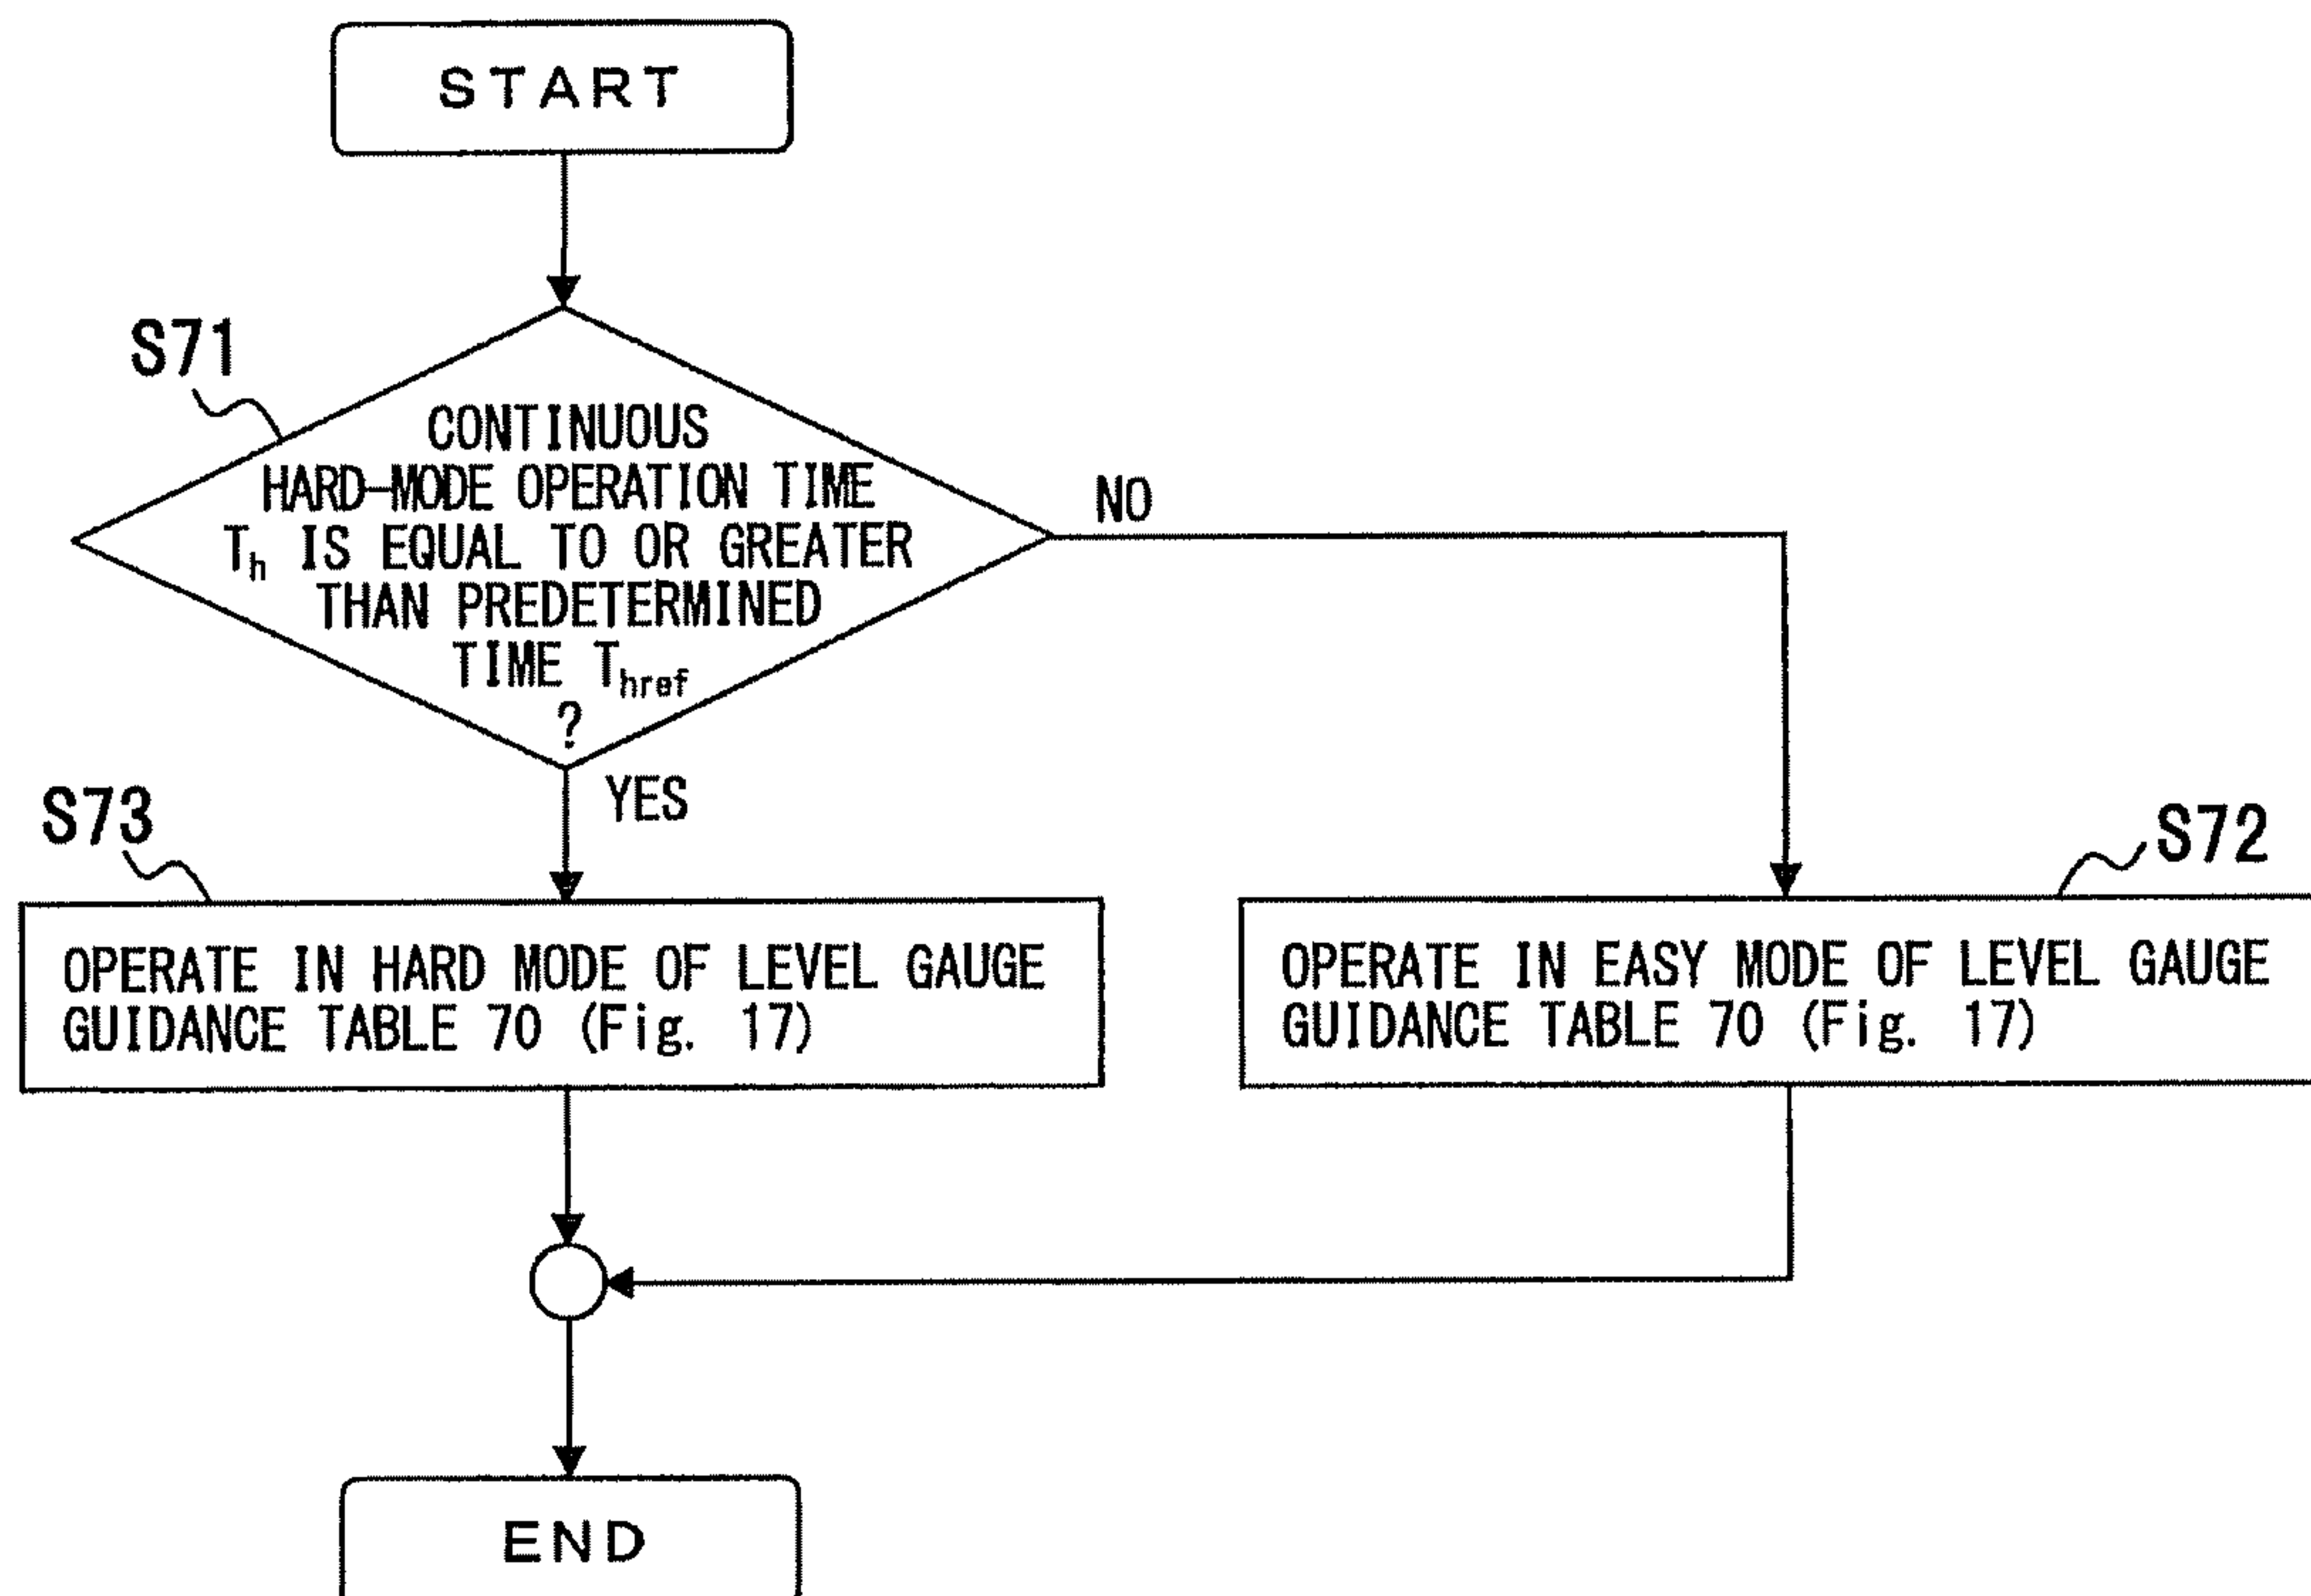 START
S71
CONTINUOUS
HARD-MODE OPERATION TIME
Th IS EQUAL TO OR GREATER
THAN PREDETERMINED
TIME Thref
?
NO
YES
S73
OPERATE IN HARD MODE OF LEVEL GAUGE
GUIDANCE TABLE 70 (Fig. 17)
S72
OPERATE IN EASY MODE OF LEVEL GAUGE
GUIDANCE TABLE 70 (Fig. 17)
END